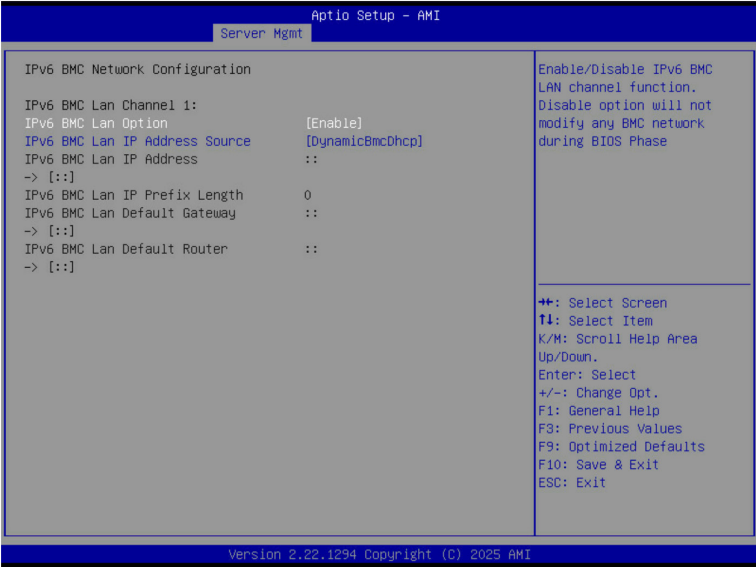 Aptio Setup – AMI
Server Mgmt
IPv6 BMC Network Configuration
IPv6 BMC Lan Channel 1:
IPv6 BMC Lan Option [Enable]
IPv6 BMC Lan IP Address Source [DynamicBmcDhcp]
IPv6 BMC Lan IP Address ::
-> [::]
IPv6 BMC Lan IP Prefix Length 0
IPv6 BMC Lan Default Gateway ::
-> [::]
IPv6 BMC Lan Default Router ::
-> [::]
Enable/Disable IPv6 BMC
LAN channel function.
Disable option will not
modify any BMC network
during BIOS Phase
→←: Select Screen
↑↓: Select Item
K/M: Scroll Help Area
Up/Down.
Enter: Select
+/-: Change Opt.
F1: General Help
F3: Previous Values
F9: Optimized Defaults
F10: Save & Exit
ESC: Exit
Version 2.22.1294 Copyright (C) 2025 AMI